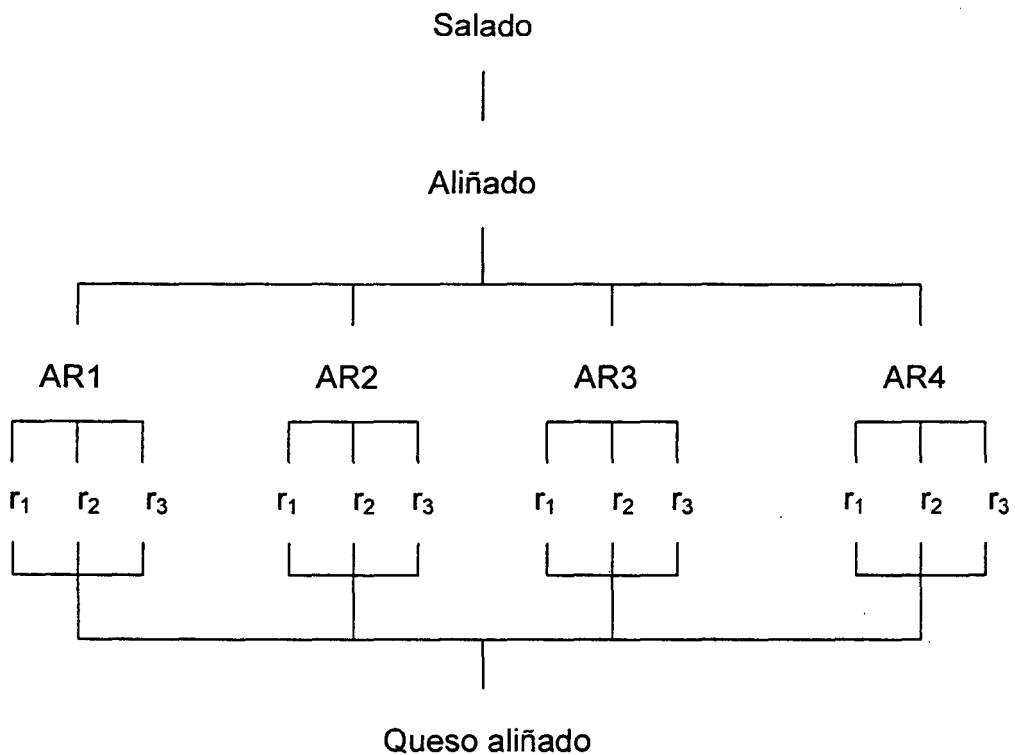 Salado
Aliñado
AR1 AR2 AR3 AR4
r₁ r₂ r₃ r₁ r₂ r₃ r₁ r₂ r₃ r₁ r₂ r₃
Queso aliñado